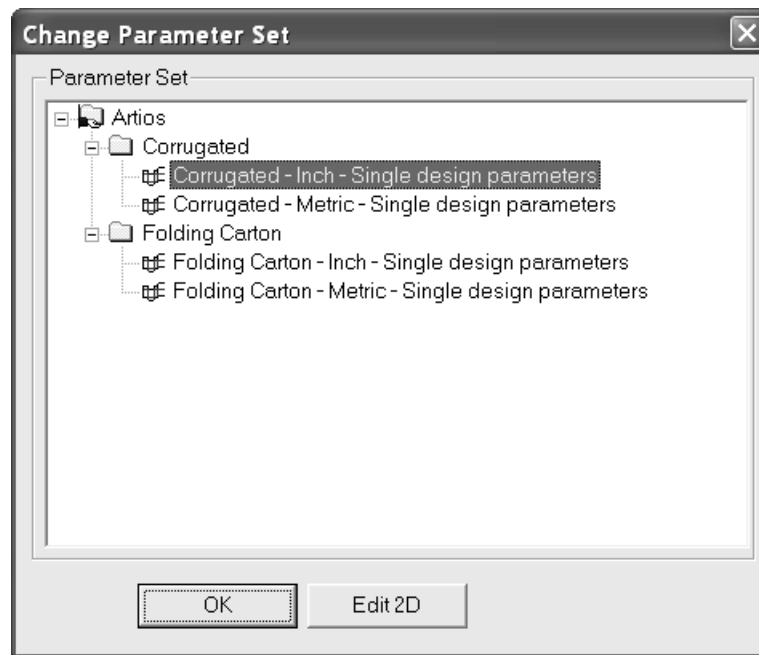 Change Parameter Set
Parameter Set
Artios
Corrugated
Corrugated - Inch - Single design parameters
Corrugated - Metric - Single design parameters
Folding Carton
Folding Carton - Inch - Single design parameters
Folding Carton - Metric - Single design parameters
OK Edit 2D